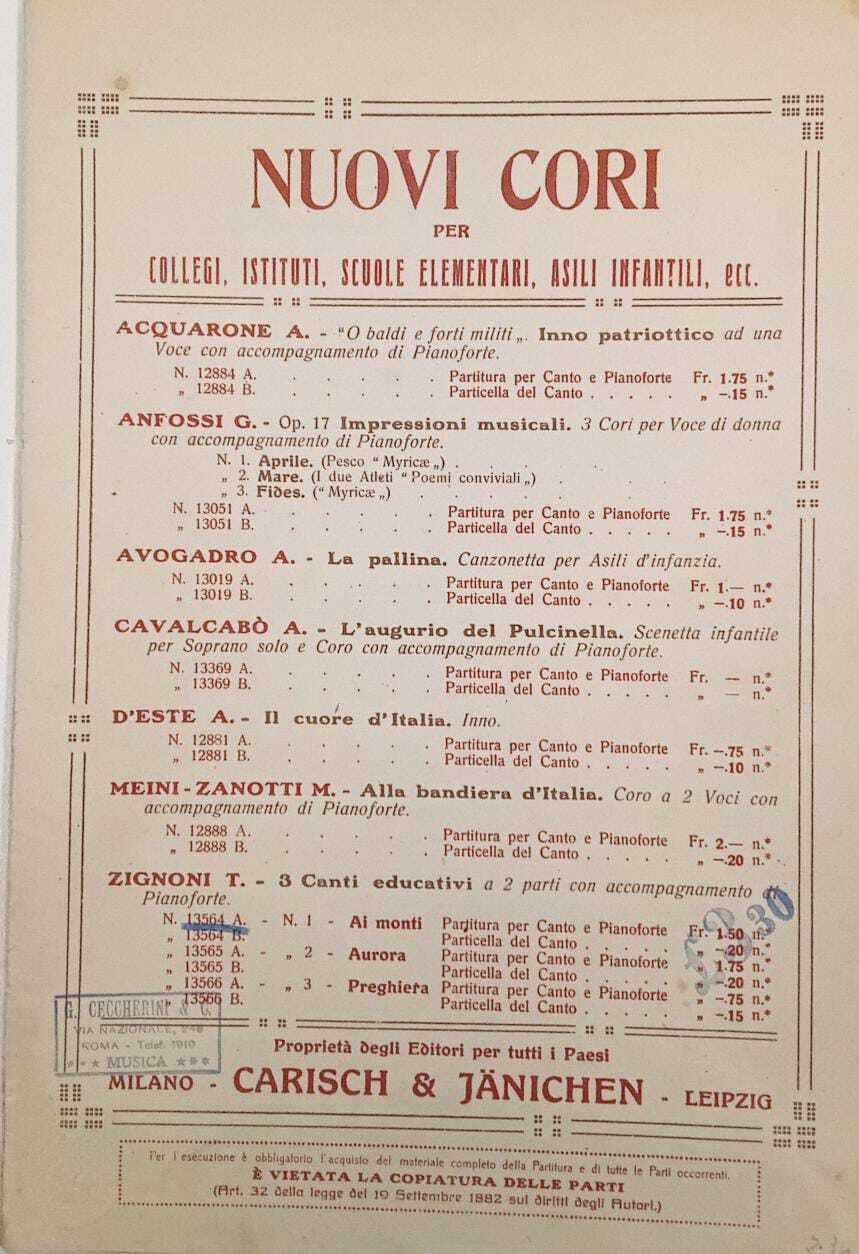 NUOVI CORI
PER
COLLEGI, ISTITUTI, SCUOLE ELEMENTARI, ASILI INFANTILI, ecc.
ACQUARONE A. - "O baldi e forti militi„. Inno patriottico ad una
Voce con accompagnamento di Pianoforte.
N. 12884 A. . . . . . Partitura per Canto e Pianoforte Fr. 1.75 n.*
„ 12884 B. . . . . . Particella del Canto . . . . . „ –.15 n.*
ANFOSSI G. - Op. 17 Impressioni musicali. 3 Cori per Voce di donna
con accompagnamento di Pianoforte.
N. 1. Aprile. (Pesco "Myricæ„) . . .
„ 2. Mare. (I due Atleti "Poemi conviviali„) . . .
„ 3. Fides. ("Myricæ„) . . . . . .
N. 13051 A. . . . . . Partitura per Canto e Pianoforte Fr. 1.75 n.*
„ 13051 B. . . . . . Particella del Canto . . . . . „ –.15 n.*
AVOGADRO A. - La pallina. Canzonetta per Asili d'infanzia.
N. 13019 A. . . . . . Partitura per Canto e Pianoforte Fr. 1.— n.*
„ 13019 B. . . . . . Particella del Canto . . . . . „ –.10 n.*
CAVALCABÒ A. - L'augurio del Pulcinella. Scenetta infantile
per Soprano solo e Coro con accompagnamento di Pianoforte.
N. 13369 A. . . . . . Partitura per Canto e Pianoforte Fr. — n.*
„ 13369 B. . . . . . Particella del Canto . . . . . „ — n.*
D'ESTE A. - Il cuore d'Italia. Inno.
N. 12881 A. . . . . . Partitura per Canto e Pianoforte Fr. –.75 n.*
„ 12881 B. . . . . . Particella del Canto . . . . . „ –.10 n.*
MEINI-ZANOTTI M. - Alla bandiera d'Italia. Coro a 2 Voci con
accompagnamento di Pianoforte.
N. 12888 A. . . . . . Partitura per Canto e Pianoforte Fr. 2.— n.*
„ 12888 B. . . . . . Particella del Canto . . . . . „ –.20 n.*
ZIGNONI T. - 3 Canti educativi a 2 parti con accompagnamento di
Pianoforte.
N. 13564 A. - N. 1 - Ai monti Partitura per Canto e Pianoforte Fr. 1.50 n.*
„ 13564 B. Particella del Canto . . . . . „ –.20 n.*
„ 13565 A. - „ 2 - Aurora Partitura per Canto e Pianoforte „ 1.75 n.*
„ 13565 B. Particella del Canto . . . . . „ –.20 n.*
„ 13566 A. - „ 3 - Preghiera Partitura per Canto e Pianoforte „ –.75 n.*
„ 13566 B. Particella del Canto . . . . . „ –.15 n.*
30
G. CECCHERINI & C.
VIA NAZIONALE,
ROMA - Telef. 1910
MUSICA
Proprietà degli Editori per tutti i Paesi
MILANO - CARISCH & JÄNICHEN - LEIPZIG
Per l'esecuzione è obbligatorio l'acquisto del materiale completo della Partitura e di tutte le Parti occorrenti.
È VIETATA LA COPIATURA DELLE PARTI
(Art. 32 della legge del 19 Settembre 1882 sui diritti degli Autori.)